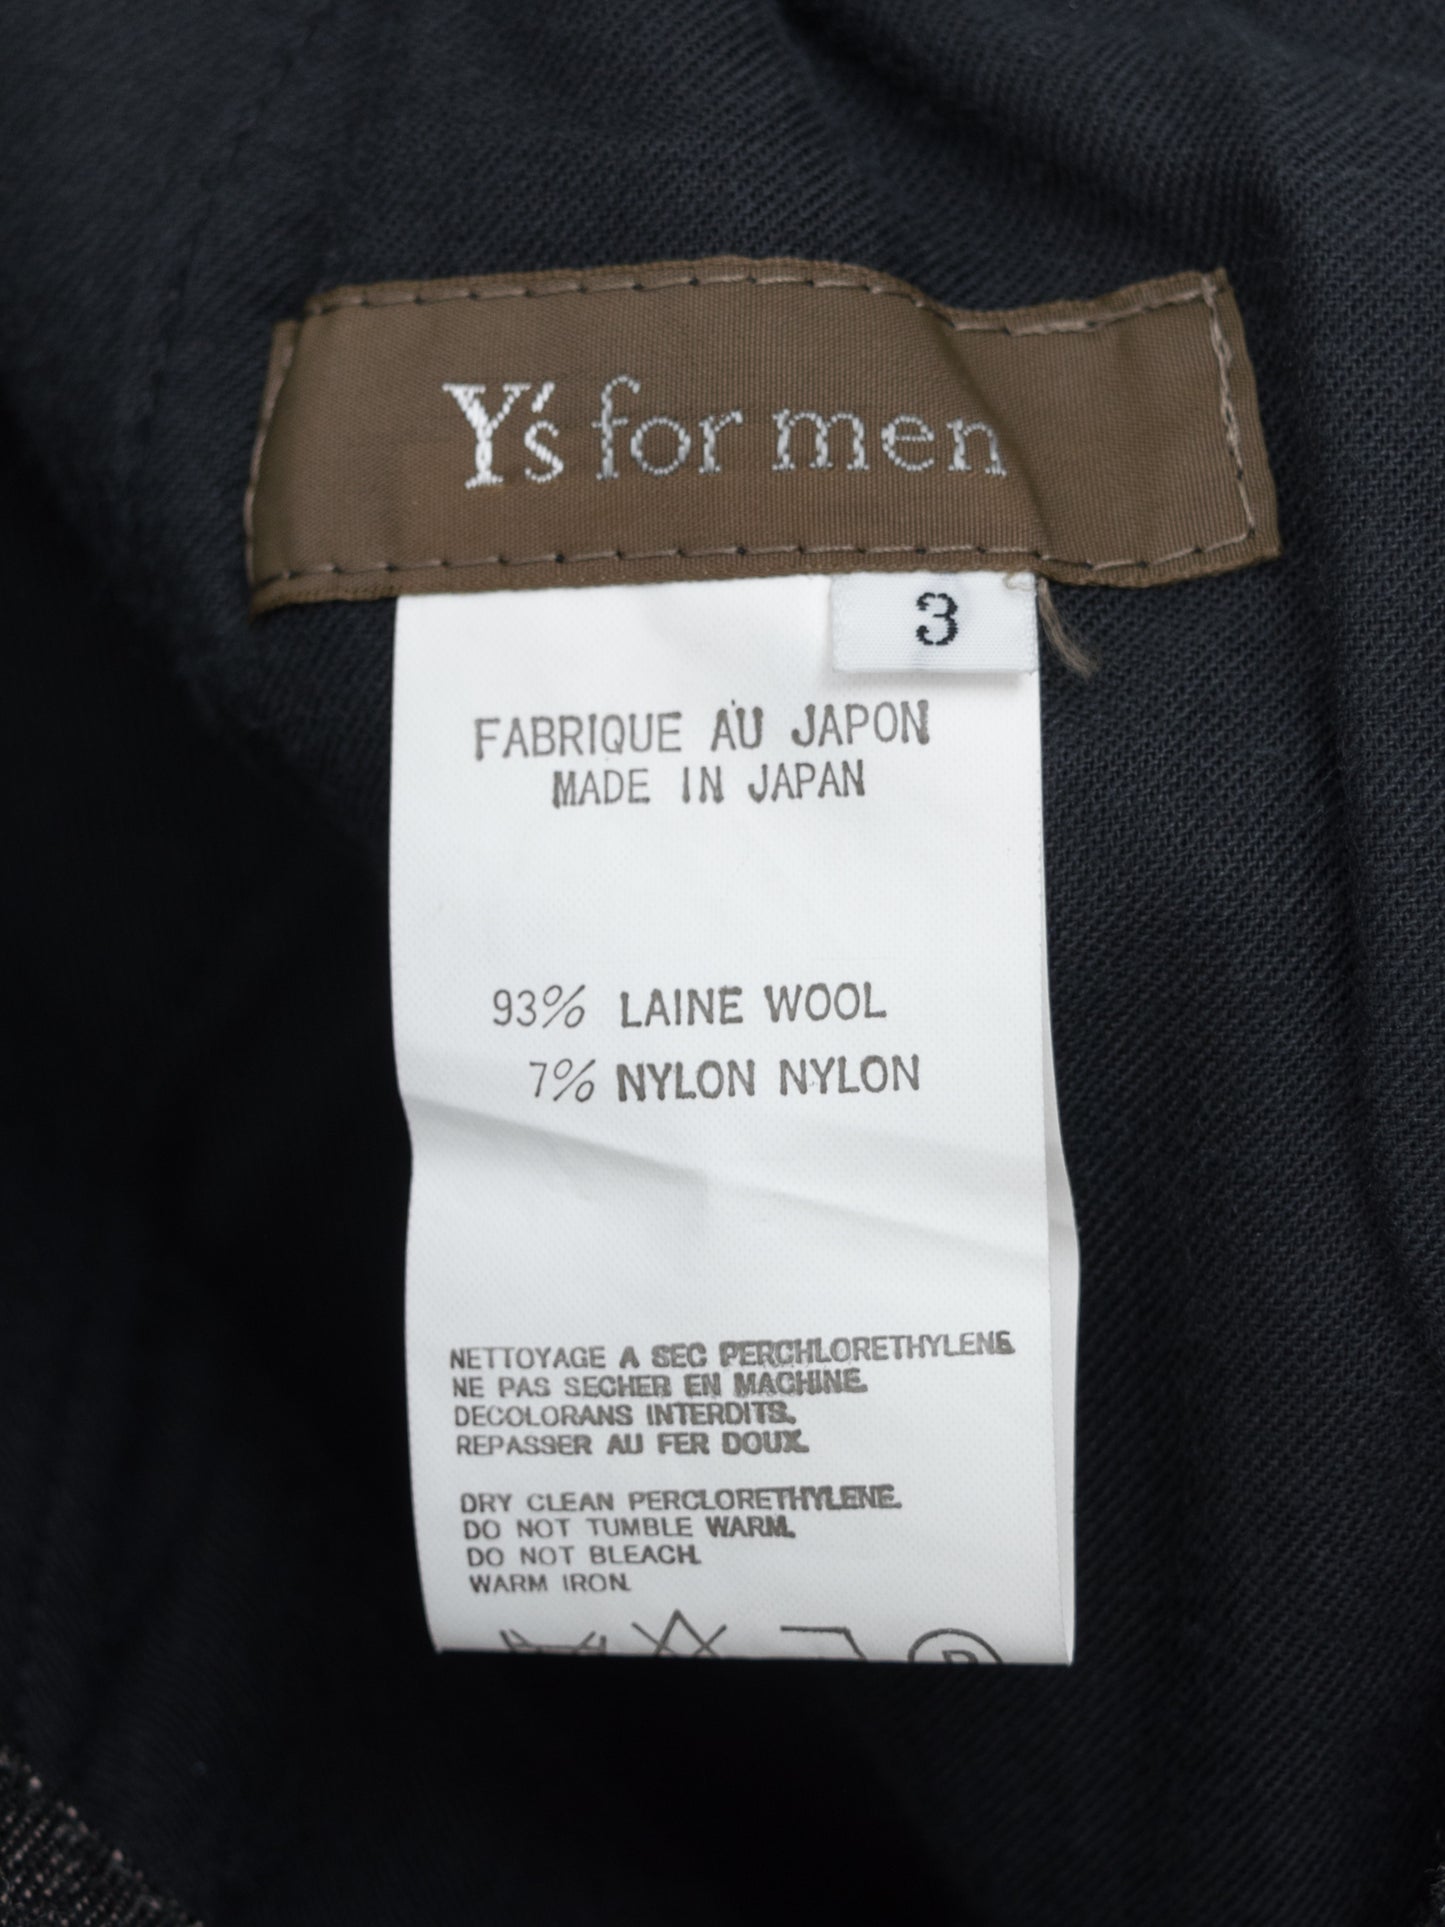 Y's for men
3
FABRIQUE AU JAPON
MADE IN JAPAN
93% LAINE WOOL
7% NYLON NYLON
NETTOYAGE A SEC PERCHLORETHYLENE
NE PAS SECHER EN MACHINE.
DECOLORANS INTERDITS.
REPASSER AU FER DOUX.
DRY CLEAN PERCLORETHYLENE.
DO NOT TUMBLE WARM.
DO NOT BLEACH.
WARM IRON.
P